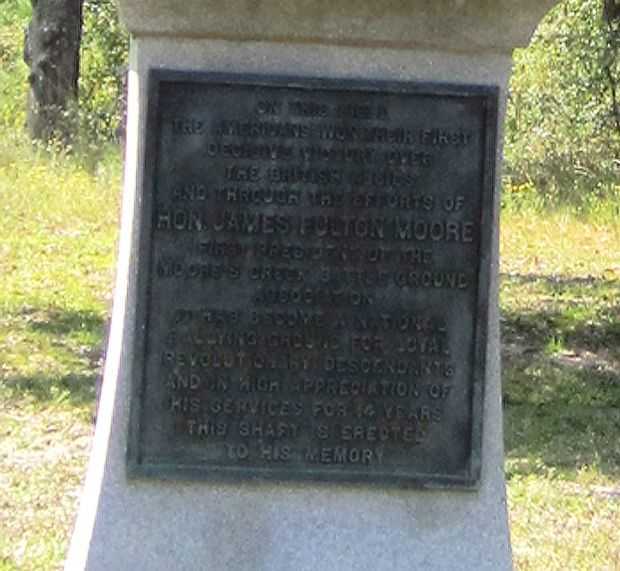 ON THIS FIELD
THE AMERICANS WON THEIR FIRST
DECISIVE VICTORY OVER
THE BRITISH
AND THROUGH THE EFFORTS OF
HON. JAMES FULTON MOORE
FIRST PRESIDENT OF THE
MOORE'S CREEK BATTLE GROUND
ASSOCIATION
IT HAS BECOME A NATIONAL
RALLYING GROUND FOR LOYAL
REVOLUTIONARY DESCENDANTS
AND IN HIGH APPRECIATION OF
HIS SERVICES FOR 14 YEARS
THIS SHAFT IS ERECTED
TO HIS MEMORY